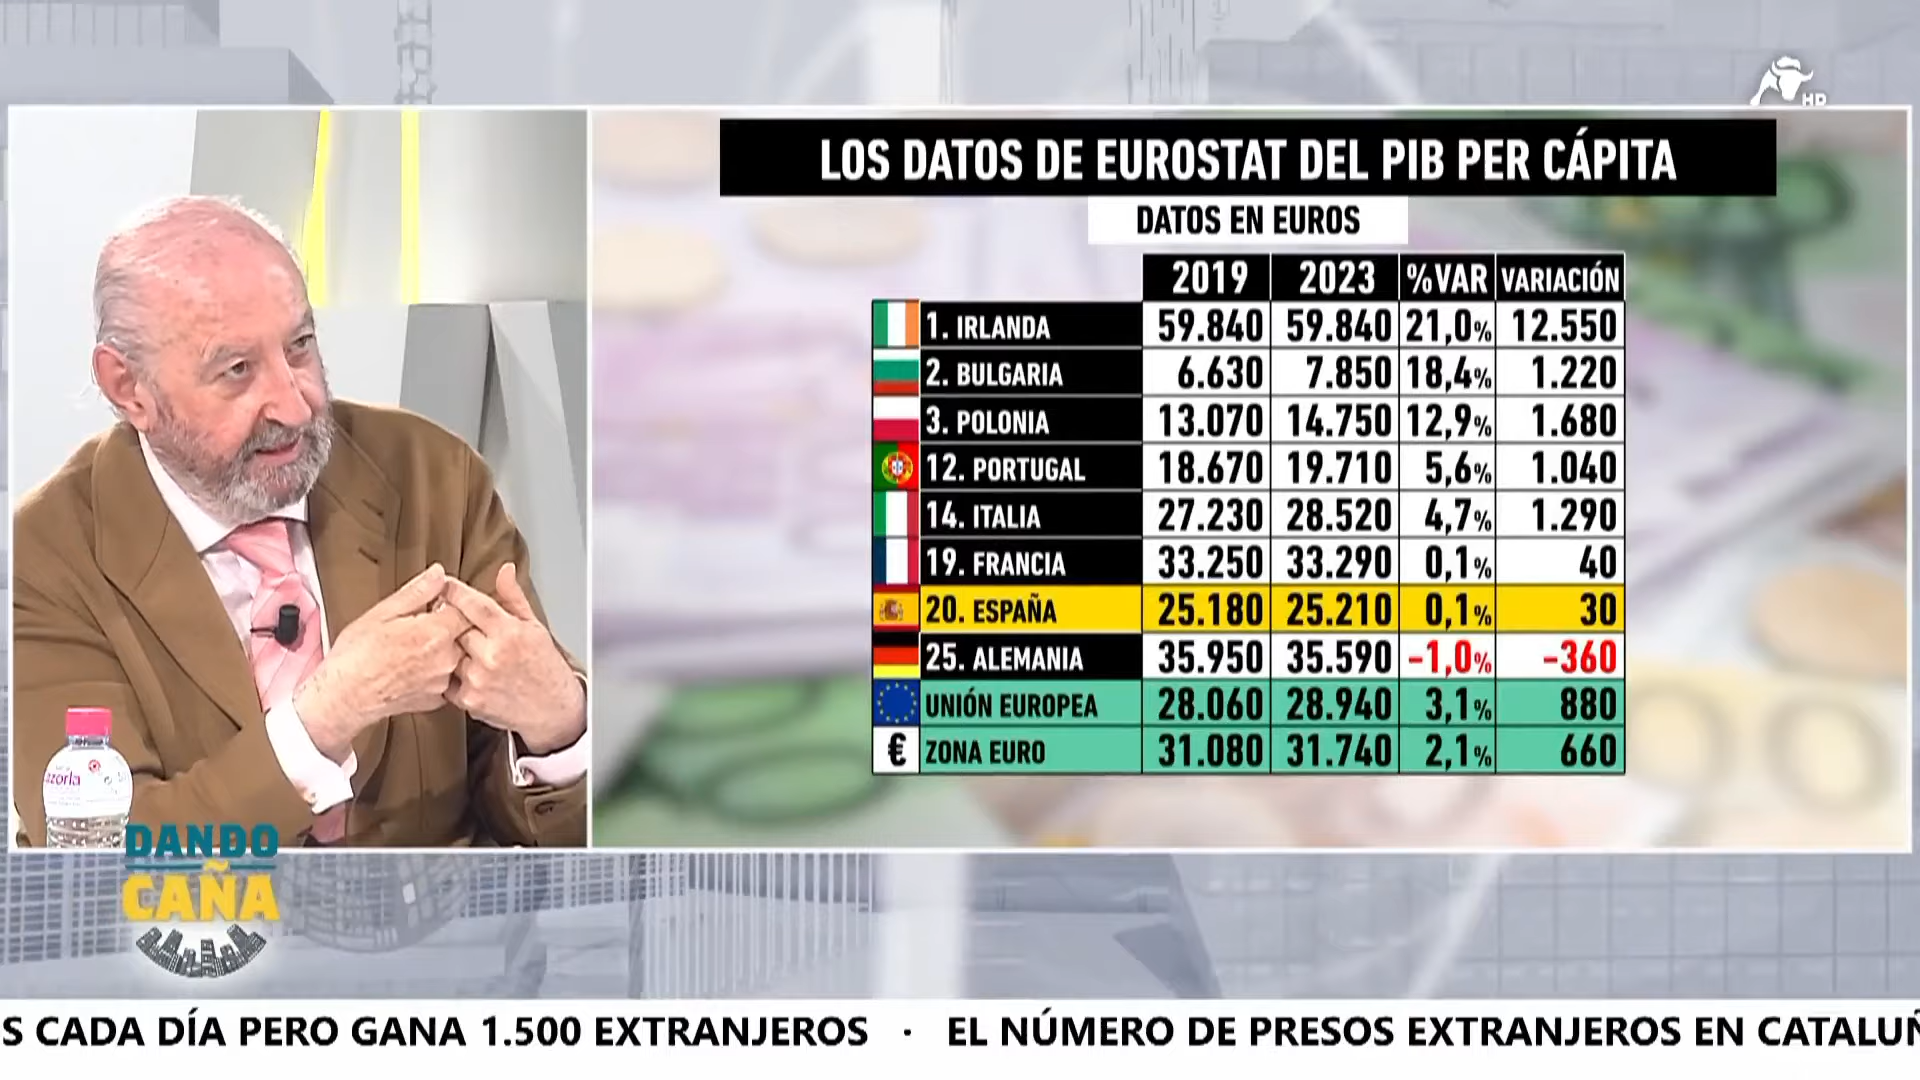 HD
LOS DATOS DE EUROSTAT DEL PIB PER CÁPITA
DATOS EN EUROS
2019 2023 %VAR VARIACIÓN
1. IRLANDA 59.840 59.840 21,0% 12.550
2. BULGARIA 6.630 7.850 18,4% 1.220
3. POLONIA 13.070 14.750 12,9% 1.680
12. PORTUGAL 18.670 19.710 5,6% 1.040
14. ITALIA 27.230 28.520 4,7% 1.290
19. FRANCIA 33.250 33.290 0,1% 40
20. ESPAÑA 25.180 25.210 0,1% 30
25. ALEMANIA 35.950 35.590 −1,0% −360
UNIÓN EUROPEA 28.060 28.940 3,1% 880
€ ZONA EURO 31.080 31.740 2,1% 660
zorla
DANDO
CAÑA
S CADA DÍA PERO GANA 1.500 EXTRANJEROS · EL NÚMERO DE PRESOS EXTRANJEROS EN CATALUÑ